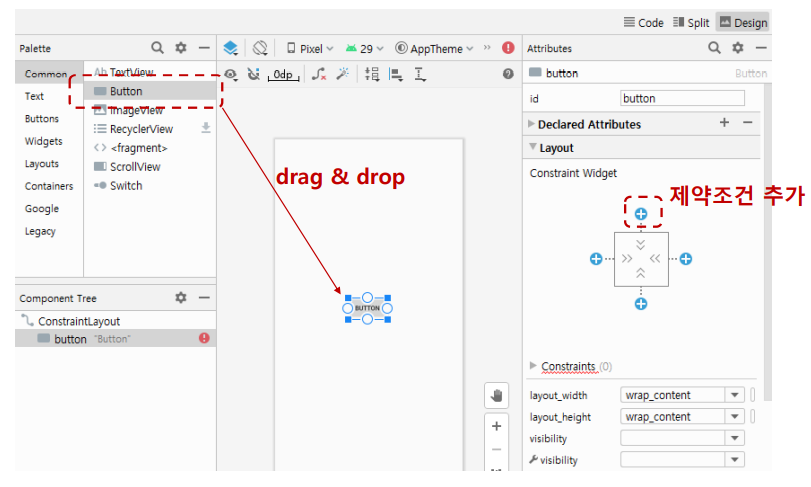 Code Split Design
Palette
Common
Text
Buttons
Widgets
Layouts
Containers
Google
Legacy
Ab TextView
Button
ImageView
RecyclerView
<> <fragment>
ScrollView
Switch
Component Tree
ConstraintLayout
button "Button"
Pixel 29 AppTheme
0dp
drag & drop
BUTTON
Attributes
button Button
id button
Declared Attributes
Layout
Constraint Widget
제약조건 추가
Constraints (0)
layout_width wrap_content
layout_height wrap_content
visibility
visibility